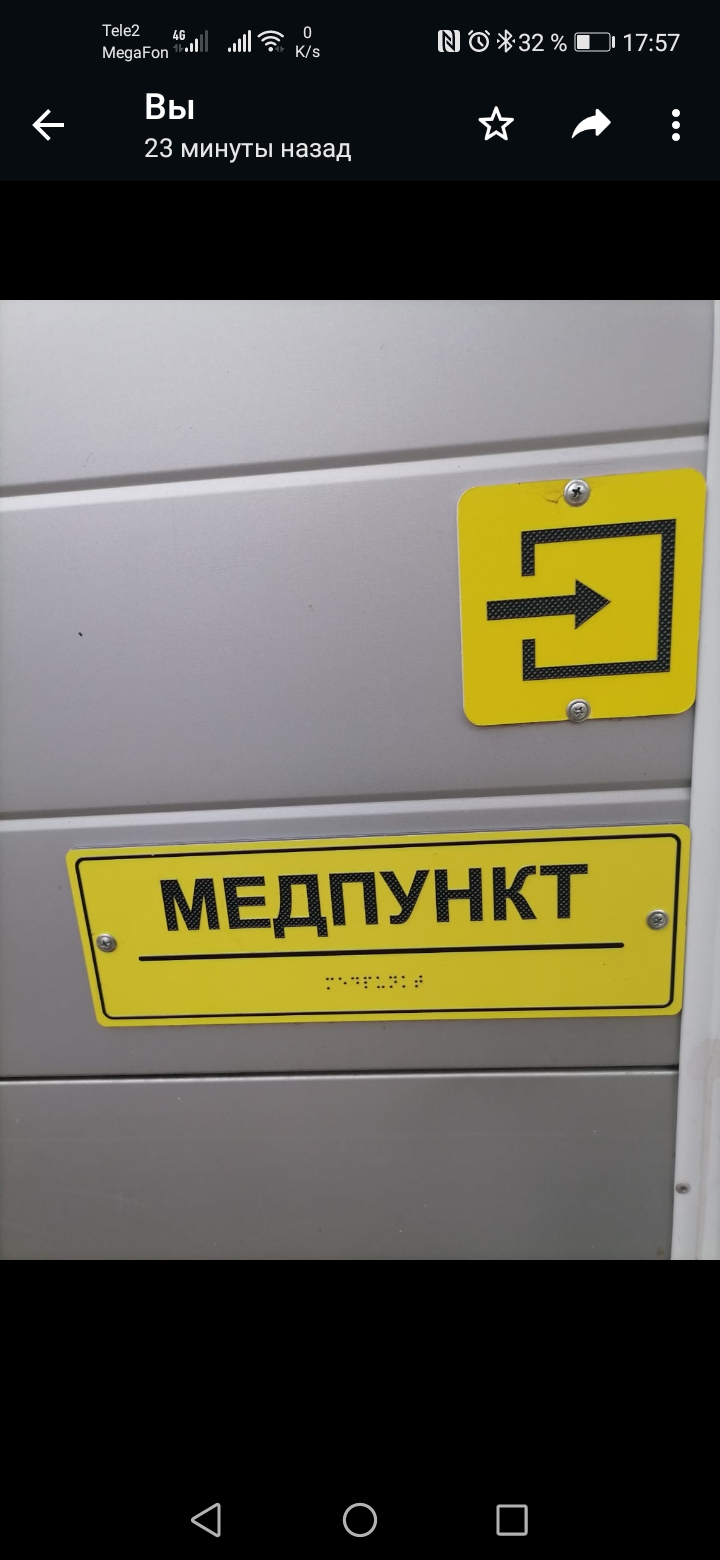 Tele2
MegaFon
4G
0
K/s
32 %
17:57
Вы
23 минуты назад
МЕДПУНКТ
⠍⠑⠙⠏⠥⠝⠅⠞